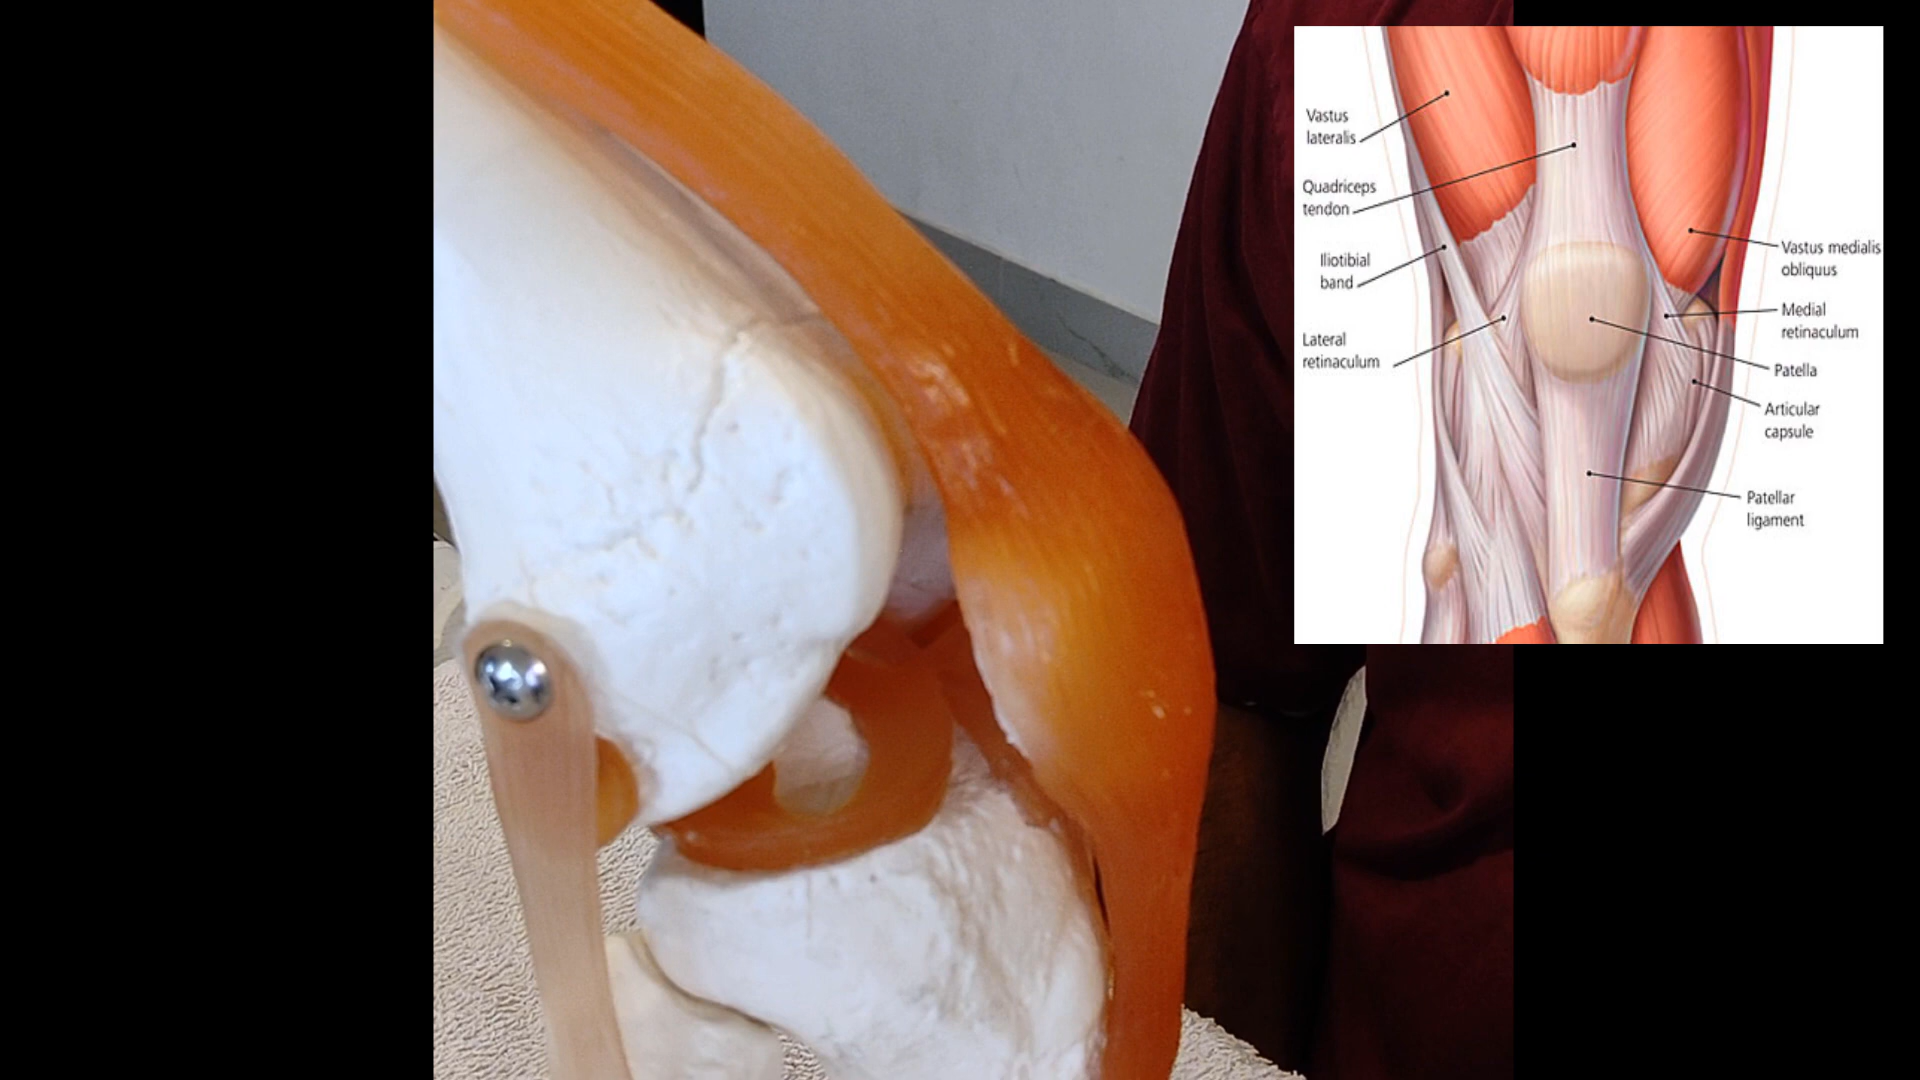 Vastus
lateralis
Quadriceps
tendon
Iliotibial
band
Lateral
retinaculum
Vastus medialis
obliquus
Medial
retinaculum
Patella
Articular
capsule
Patellar
ligament